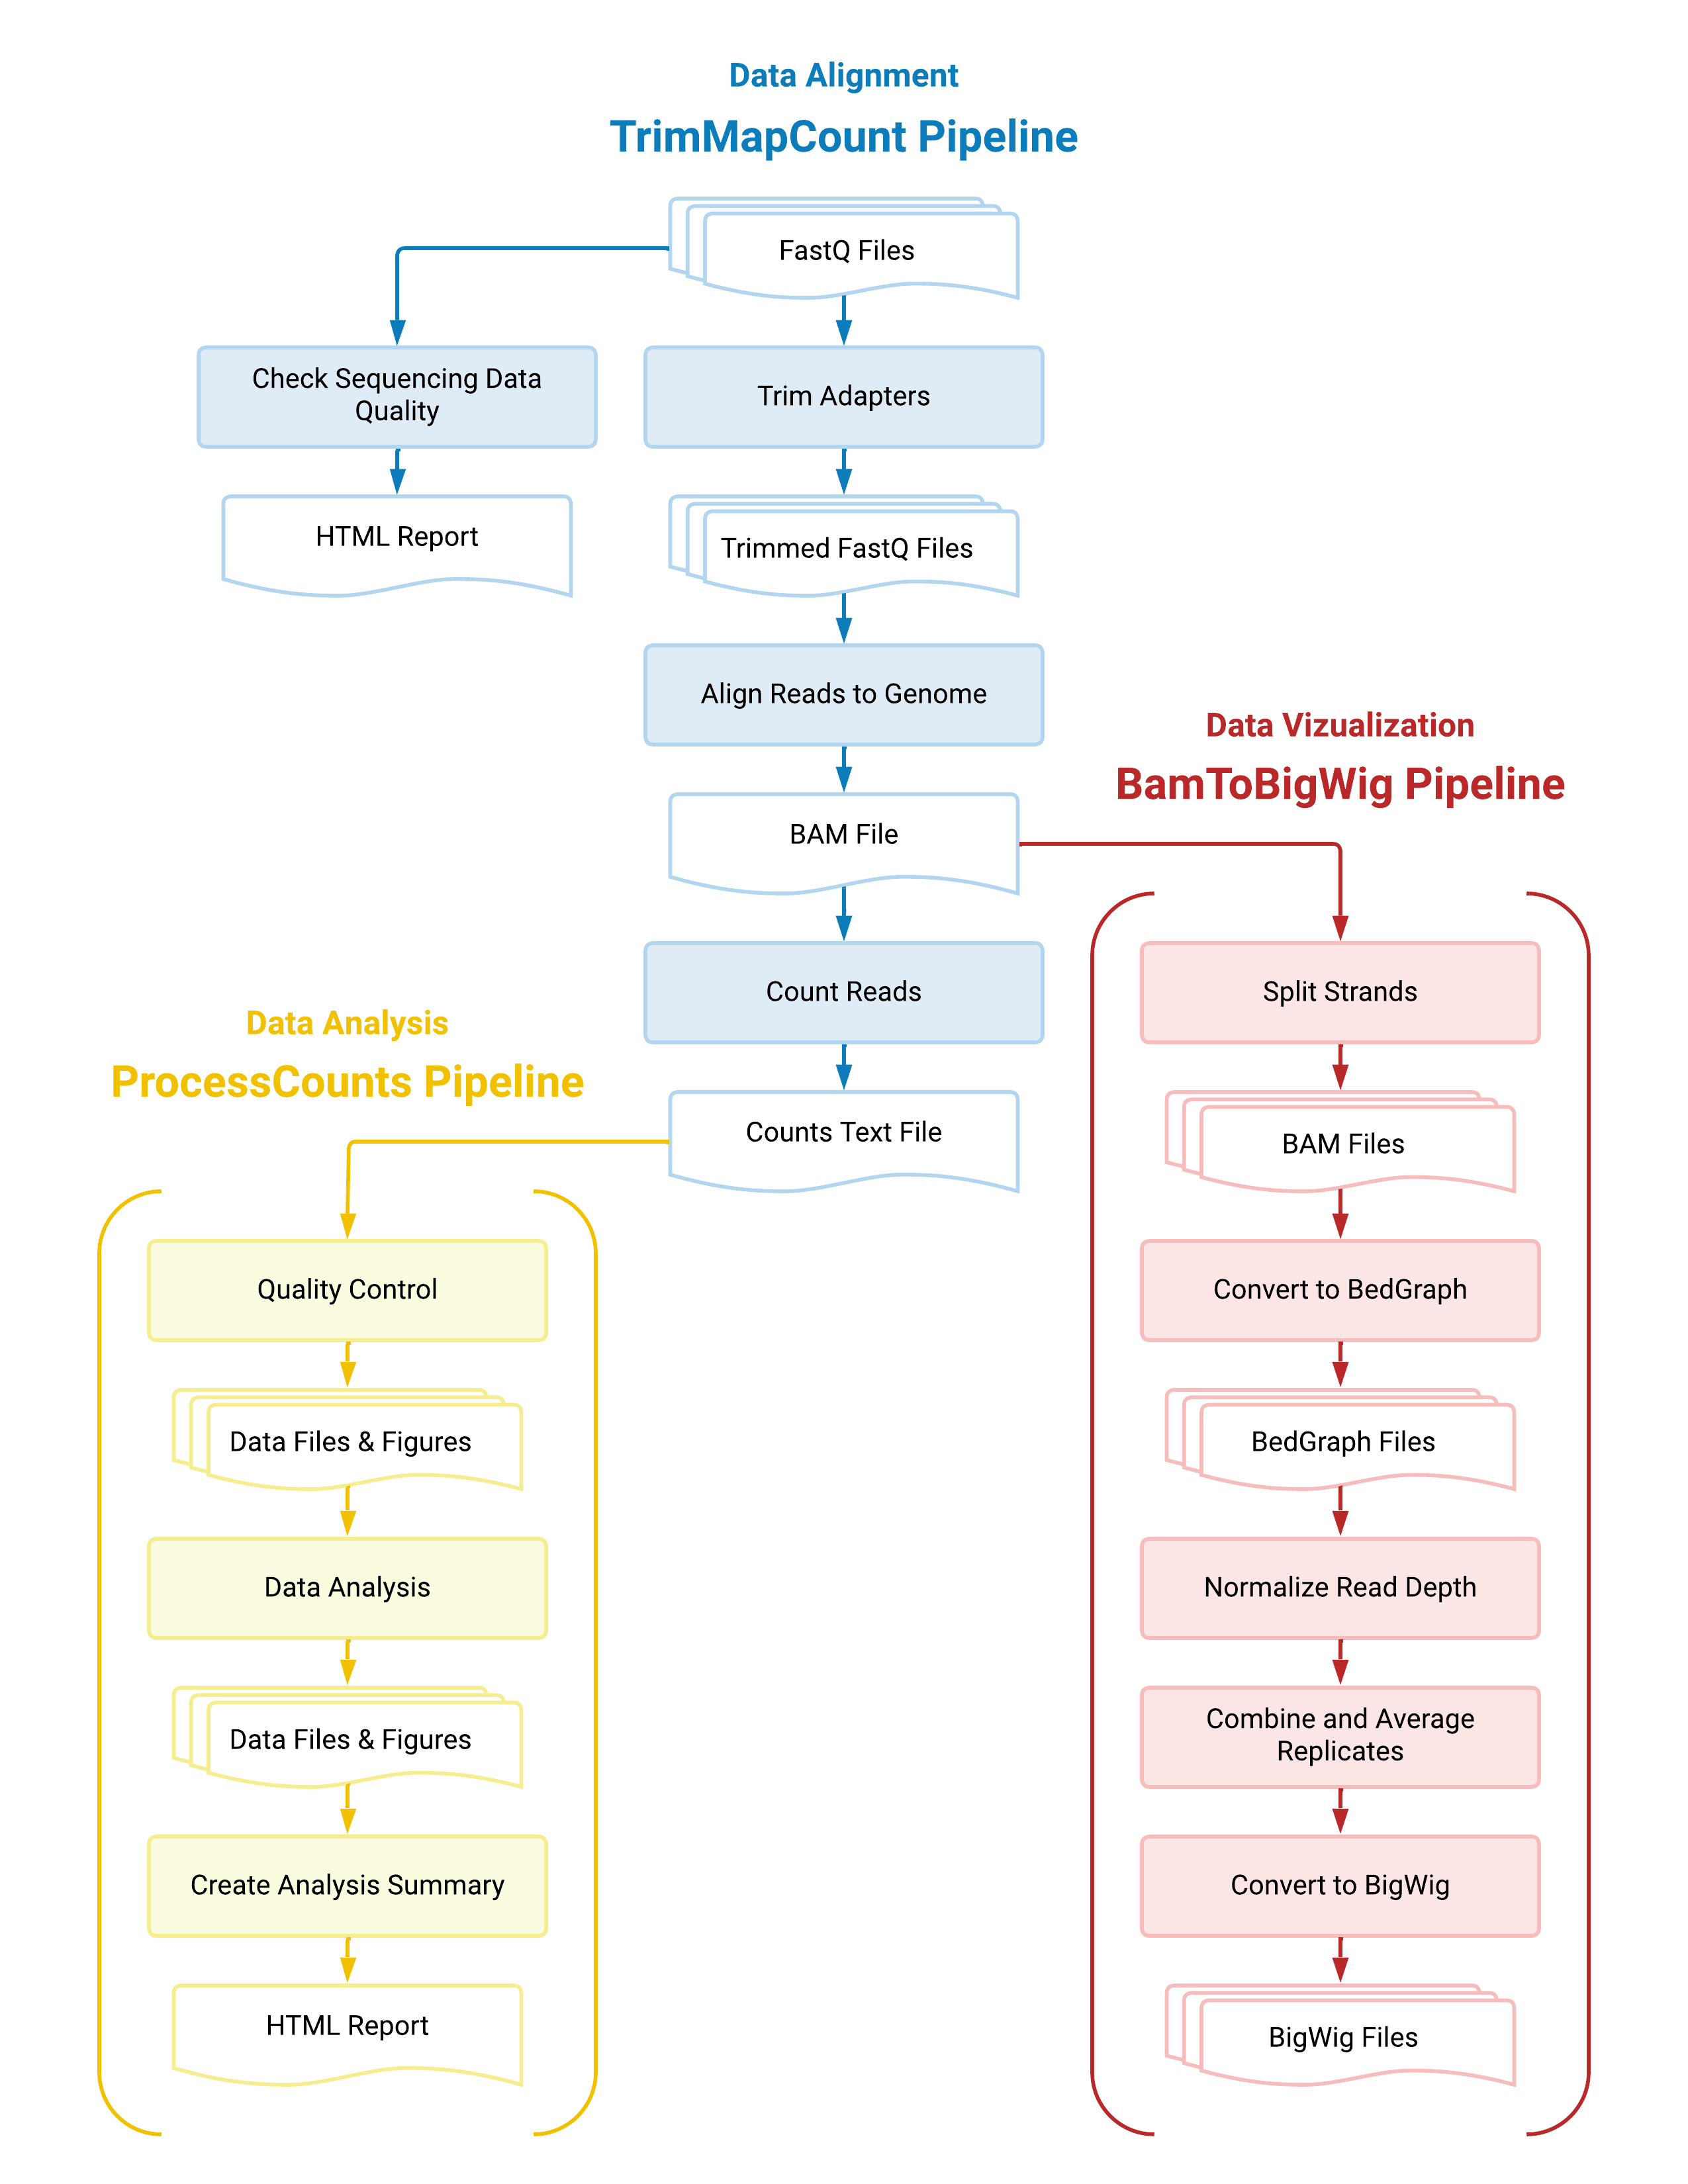 Data Alignment
TrimMapCount Pipeline
FastQ Files
Check Sequencing Data
Quality
Trim Adapters
HTML Report
Trimmed FastQ Files
Align Reads to Genome
BAM File
Count Reads
Counts Text File
Data Vizualization
BamToBigWig Pipeline
Split Strands
BAM Files
Convert to BedGraph
BedGraph Files
Normalize Read Depth
Combine and Average
Replicates
Convert to BigWig
BigWig Files
Data Analysis
ProcessCounts Pipeline
Quality Control
Data Files & Figures
Data Analysis
Data Files & Figures
Create Analysis Summary
HTML Report